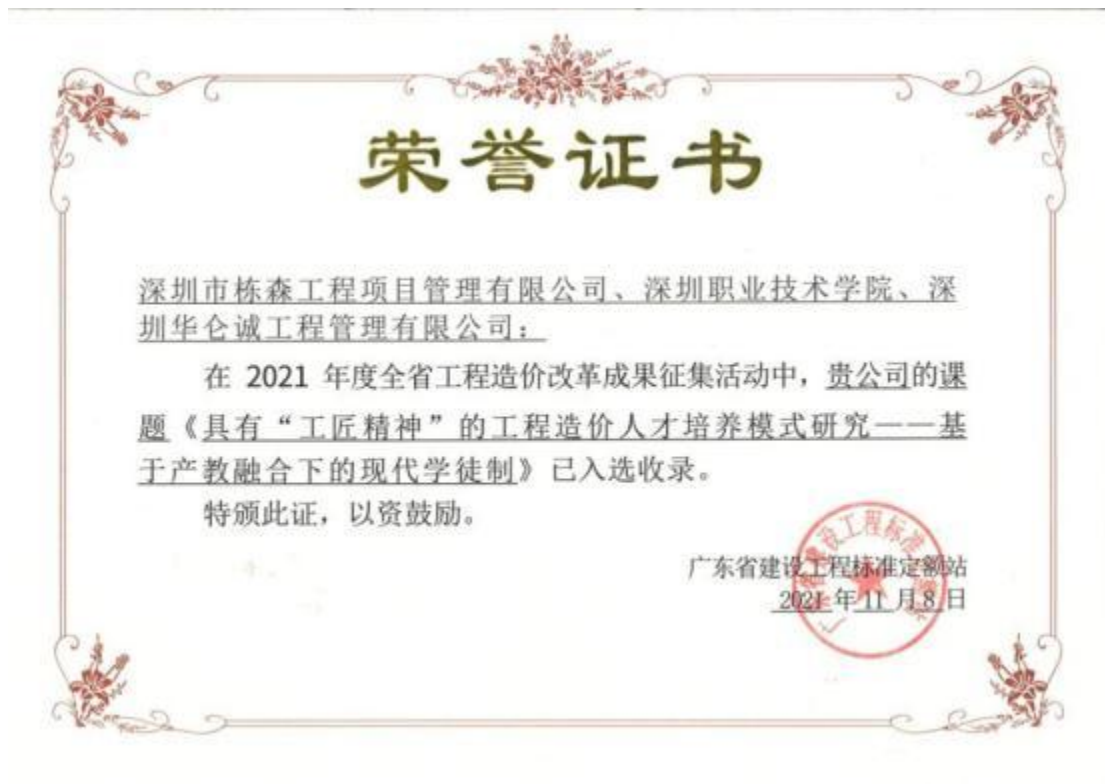 荣誉证书
深圳市栋森工程项目管理有限公司、深圳职业技术学院、深
圳华仑诚工程管理有限公司：
在 2021 年度全省工程造价改革成果征集活动中，贵公司的课
题《具有“工匠精神”的工程造价人才培养模式研究——基
于产教融合下的现代学徒制》已入选收录。
特颁此证，以资鼓励。
广东省建设工程标准定额站
2021 年 11 月 8 日